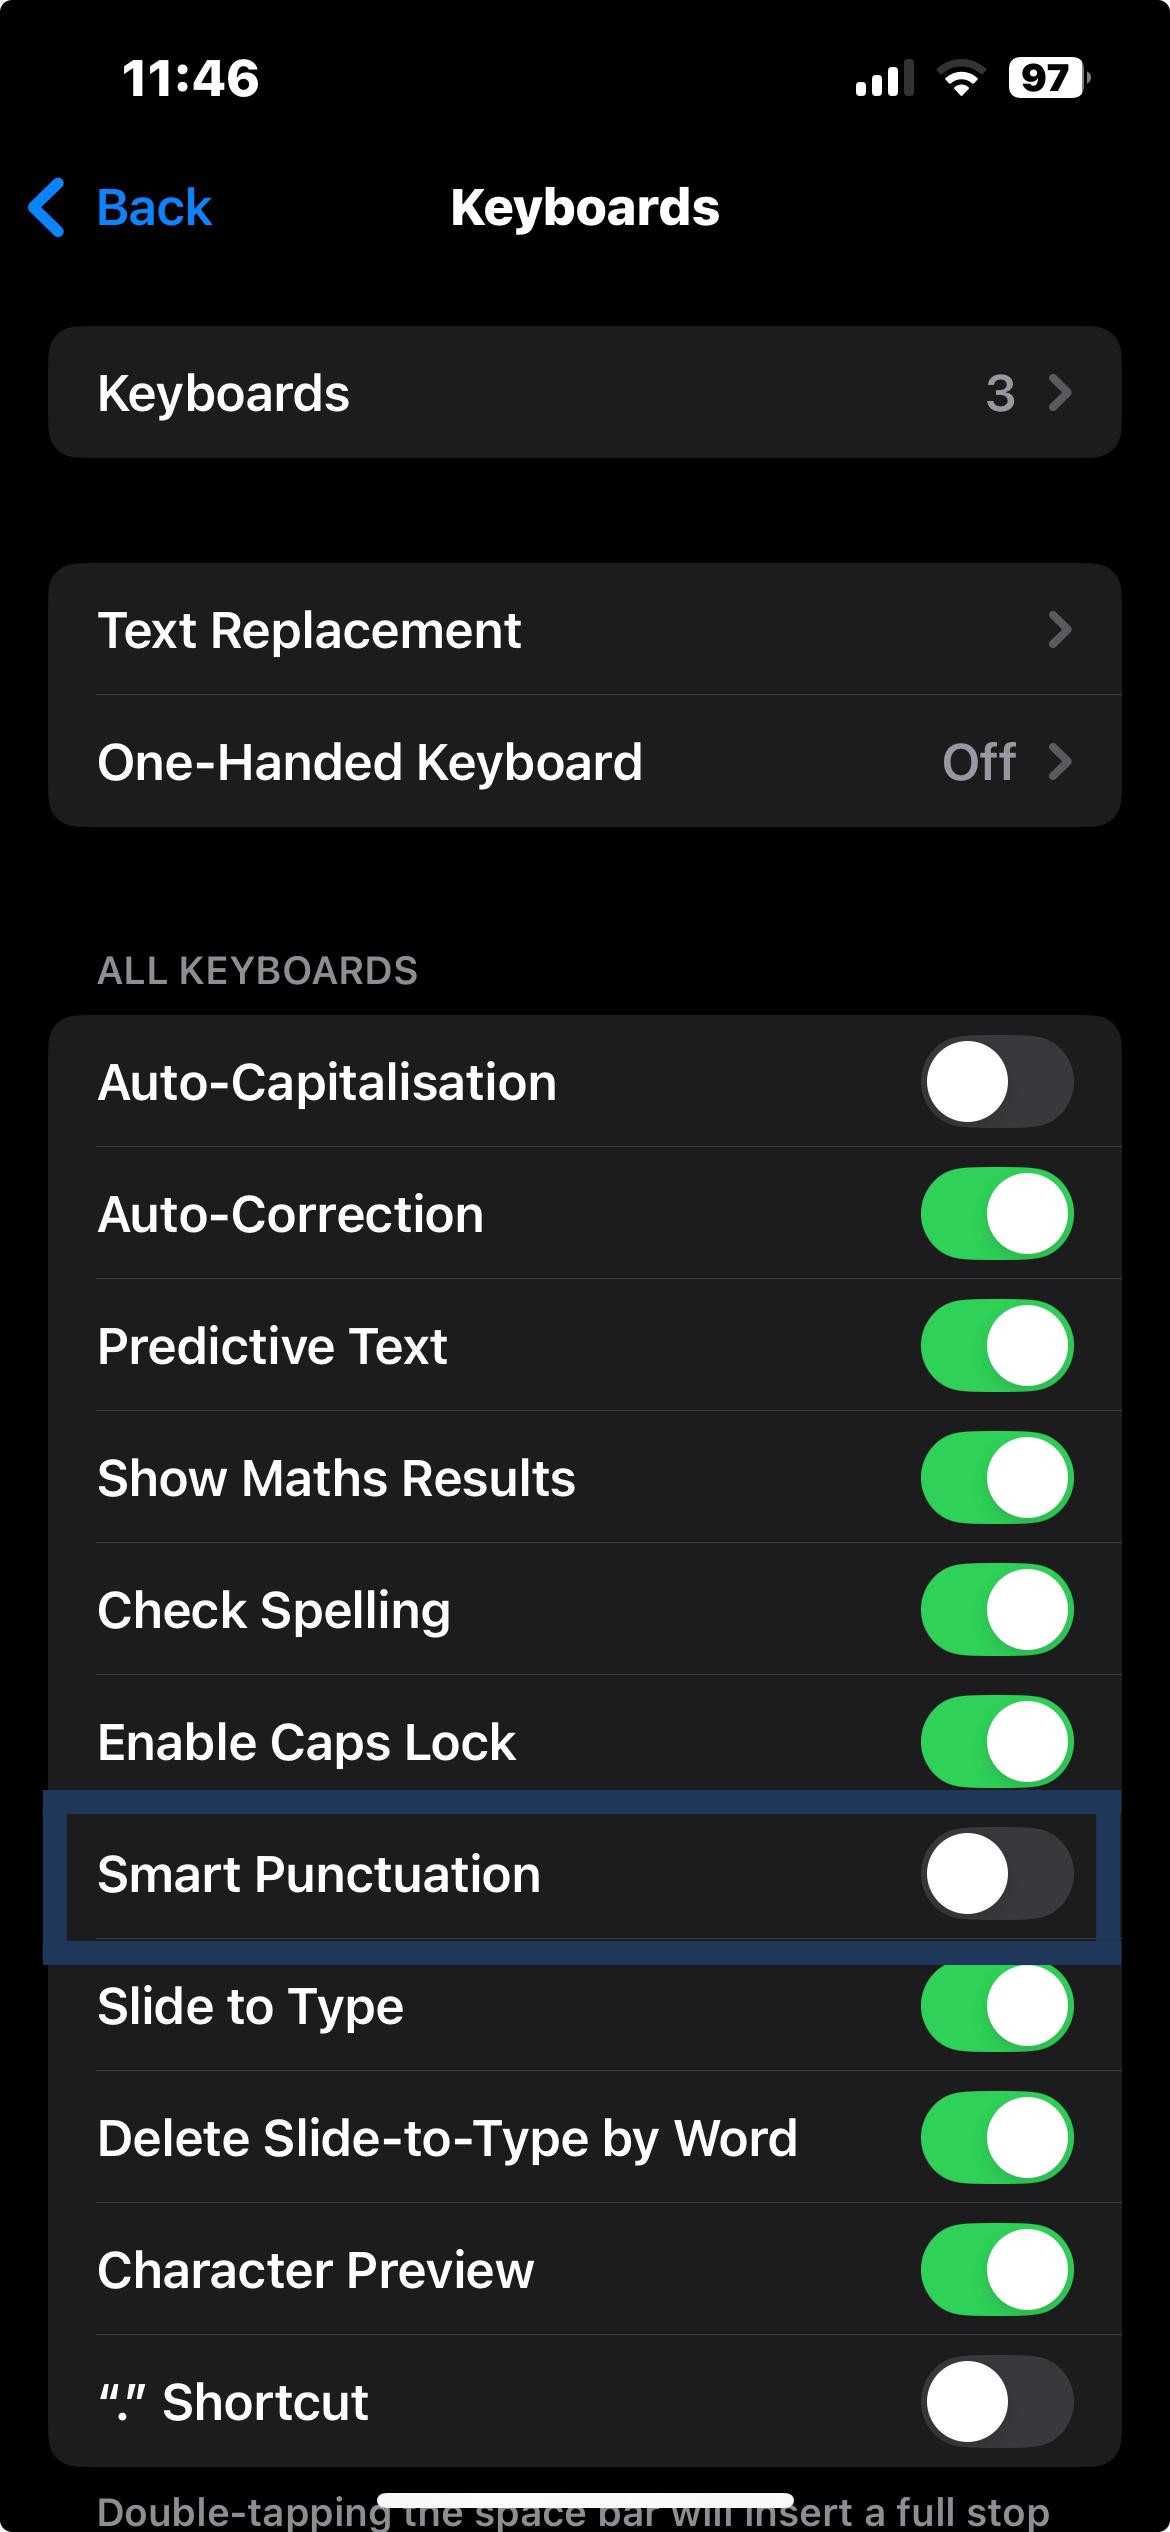 11:46
97
Back
Keyboards
Keyboards 3
Text Replacement
One-Handed Keyboard Off
ALL KEYBOARDS
Auto-Capitalisation
Auto-Correction
Predictive Text
Show Maths Results
Check Spelling
Enable Caps Lock
Smart Punctuation
Slide to Type
Delete Slide-to-Type by Word
Character Preview
“.” Shortcut
Double-tapping the space bar will insert a full stop